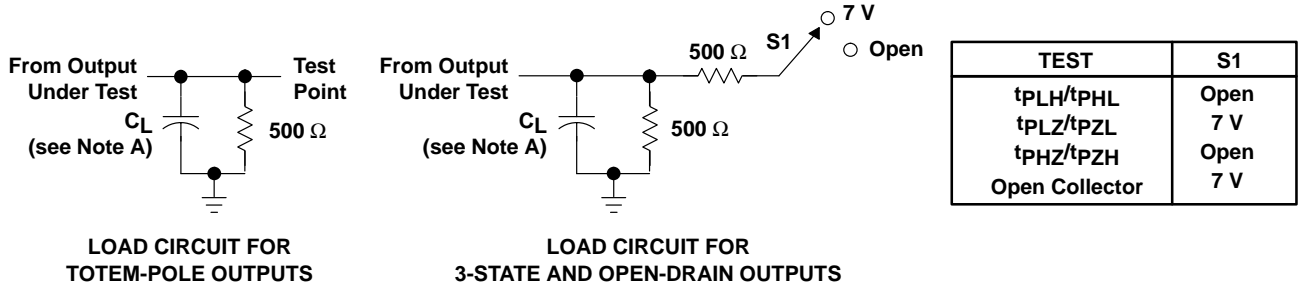 From Output
Under Test
Test
Point
CL
(see Note A)
500 Ω
LOAD CIRCUIT FOR
TOTEM-POLE OUTPUTS
From Output
Under Test
CL
(see Note A)
500 Ω
500 Ω
S1
7 V
Open
LOAD CIRCUIT FOR
3-STATE AND OPEN-DRAIN OUTPUTS
TEST S1
tPLH/tPHL Open
tPLZ/tPZL 7 V
tPHZ/tPZH Open
Open Collector 7 V